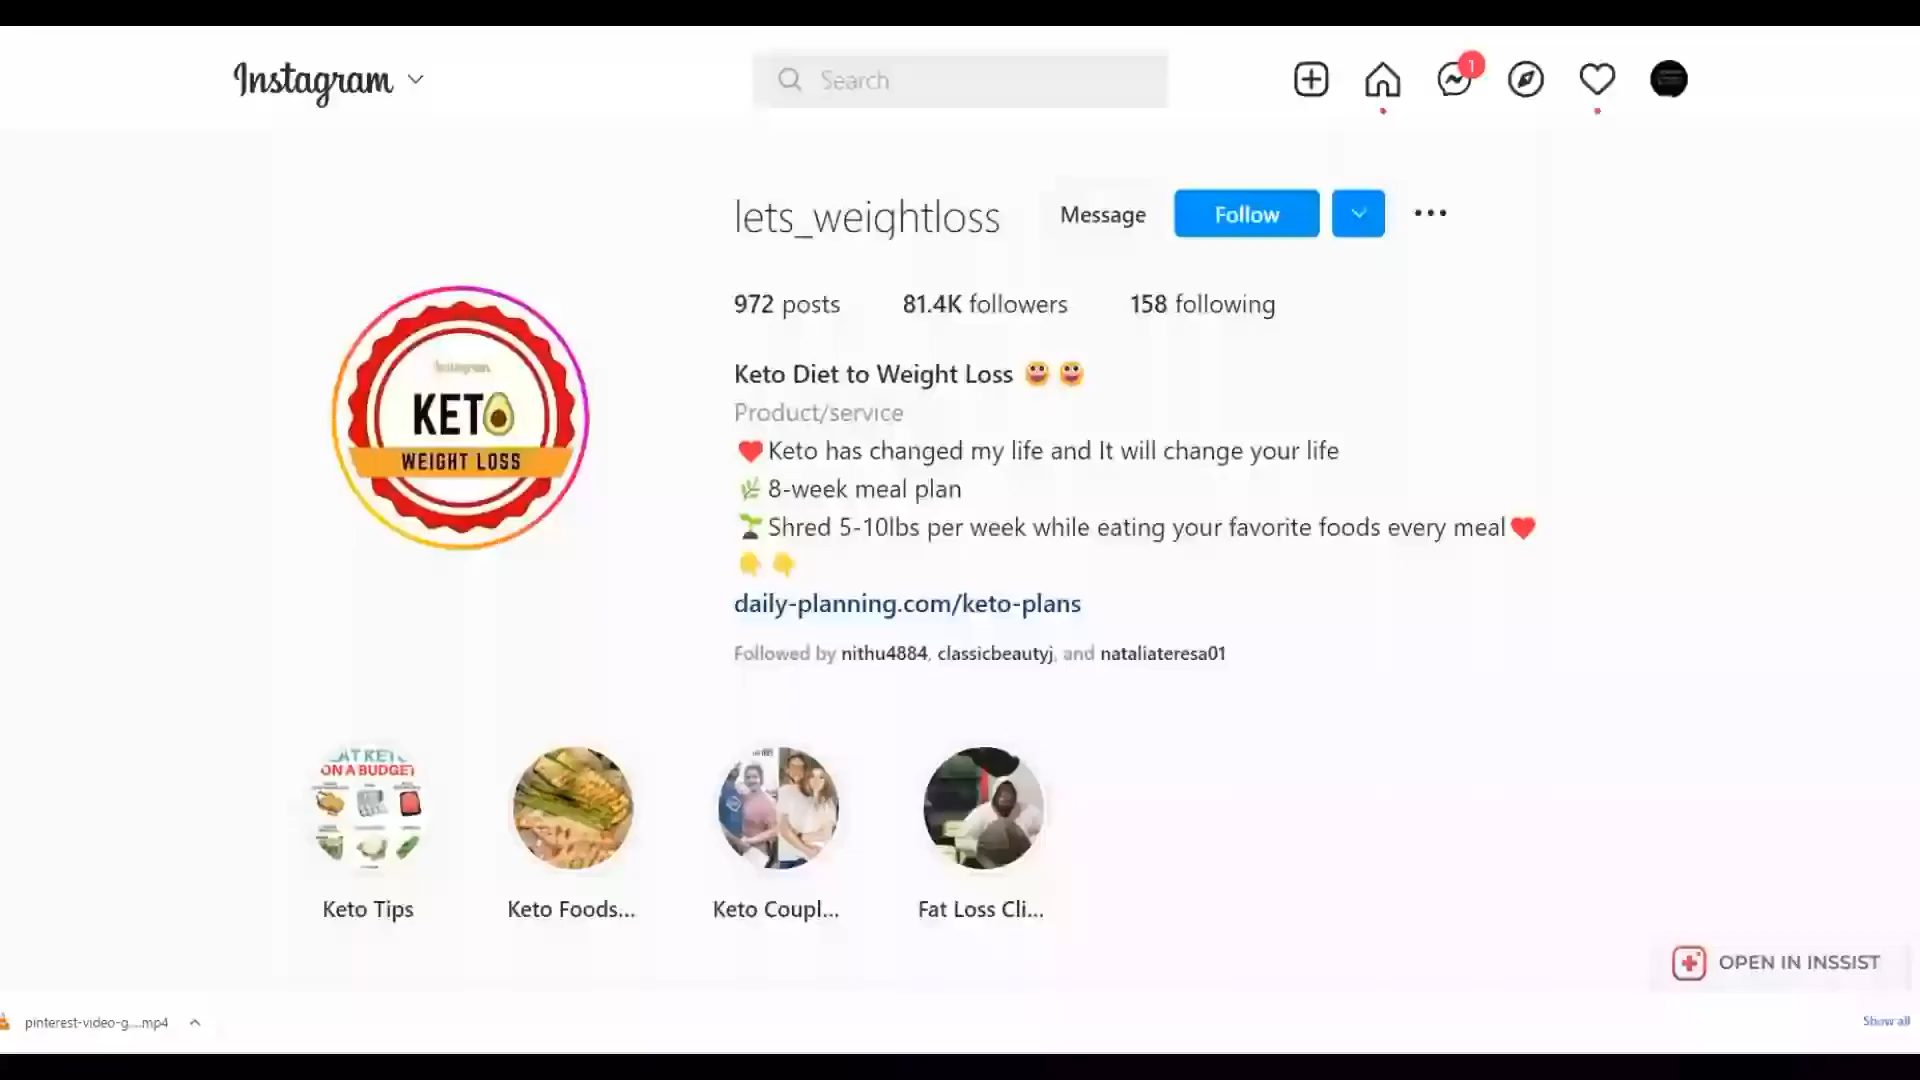 Instagram
Search
1
lets_weightloss
Message
Follow
972 posts
81.4K followers
158 following
Instagram
KETO
WEIGHT LOSS
Keto Diet to Weight Loss
Product/service
Keto has changed my life and It will change your life
8-week meal plan
Shred 5-10lbs per week while eating your favorite foods every meal
daily-planning.com/keto-plans
Followed by nithu4884, classicbeautyj, and nataliateresa01
ON A BUDGET
Keto Tips
Keto Foods...
Keto Coupl...
Fat Loss Cli...
OPEN IN INSSIST
pinterest-video-g....mp4
Show all